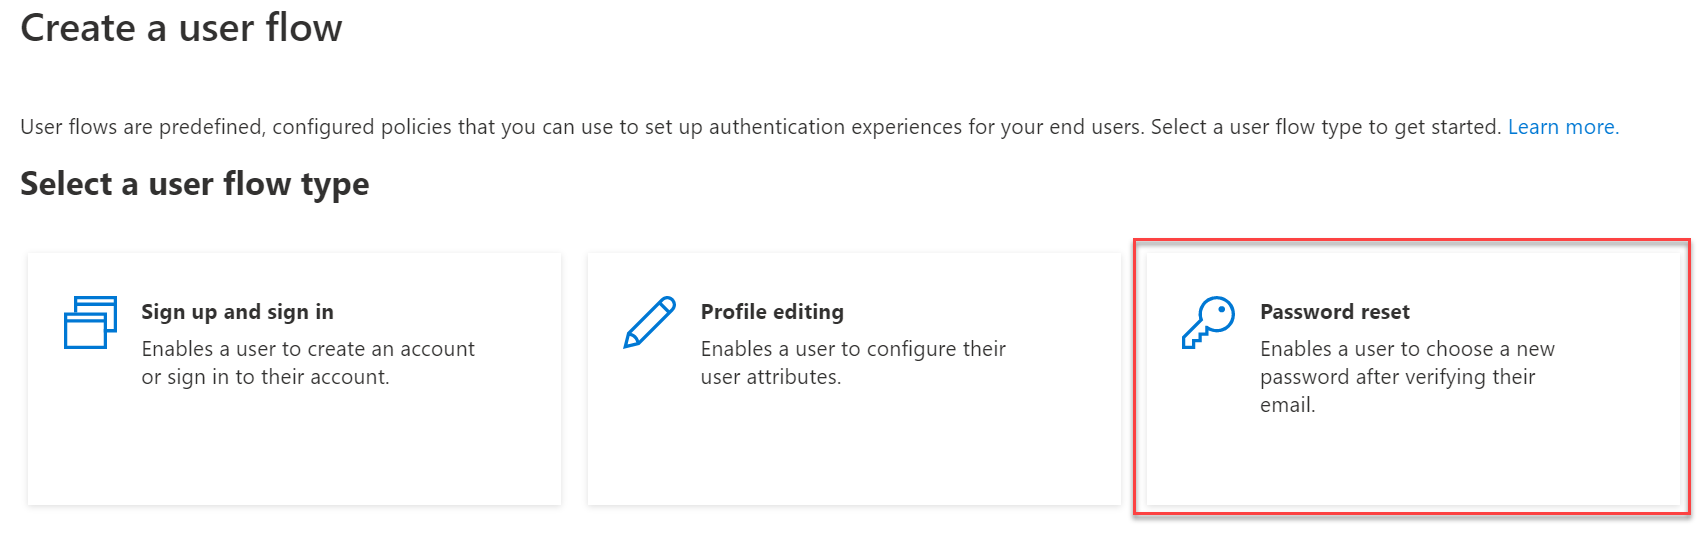 Create a user flow
User flows are predefined, configured policies that you can use to set up authentication experiences for your end users. Select a user flow type to get started. Learn more.
Select a user flow type
Sign up and sign in
Enables a user to create an account
or sign in to their account.
Profile editing
Enables a user to configure their
user attributes.
Password reset
Enables a user to choose a new
password after verifying their
email.